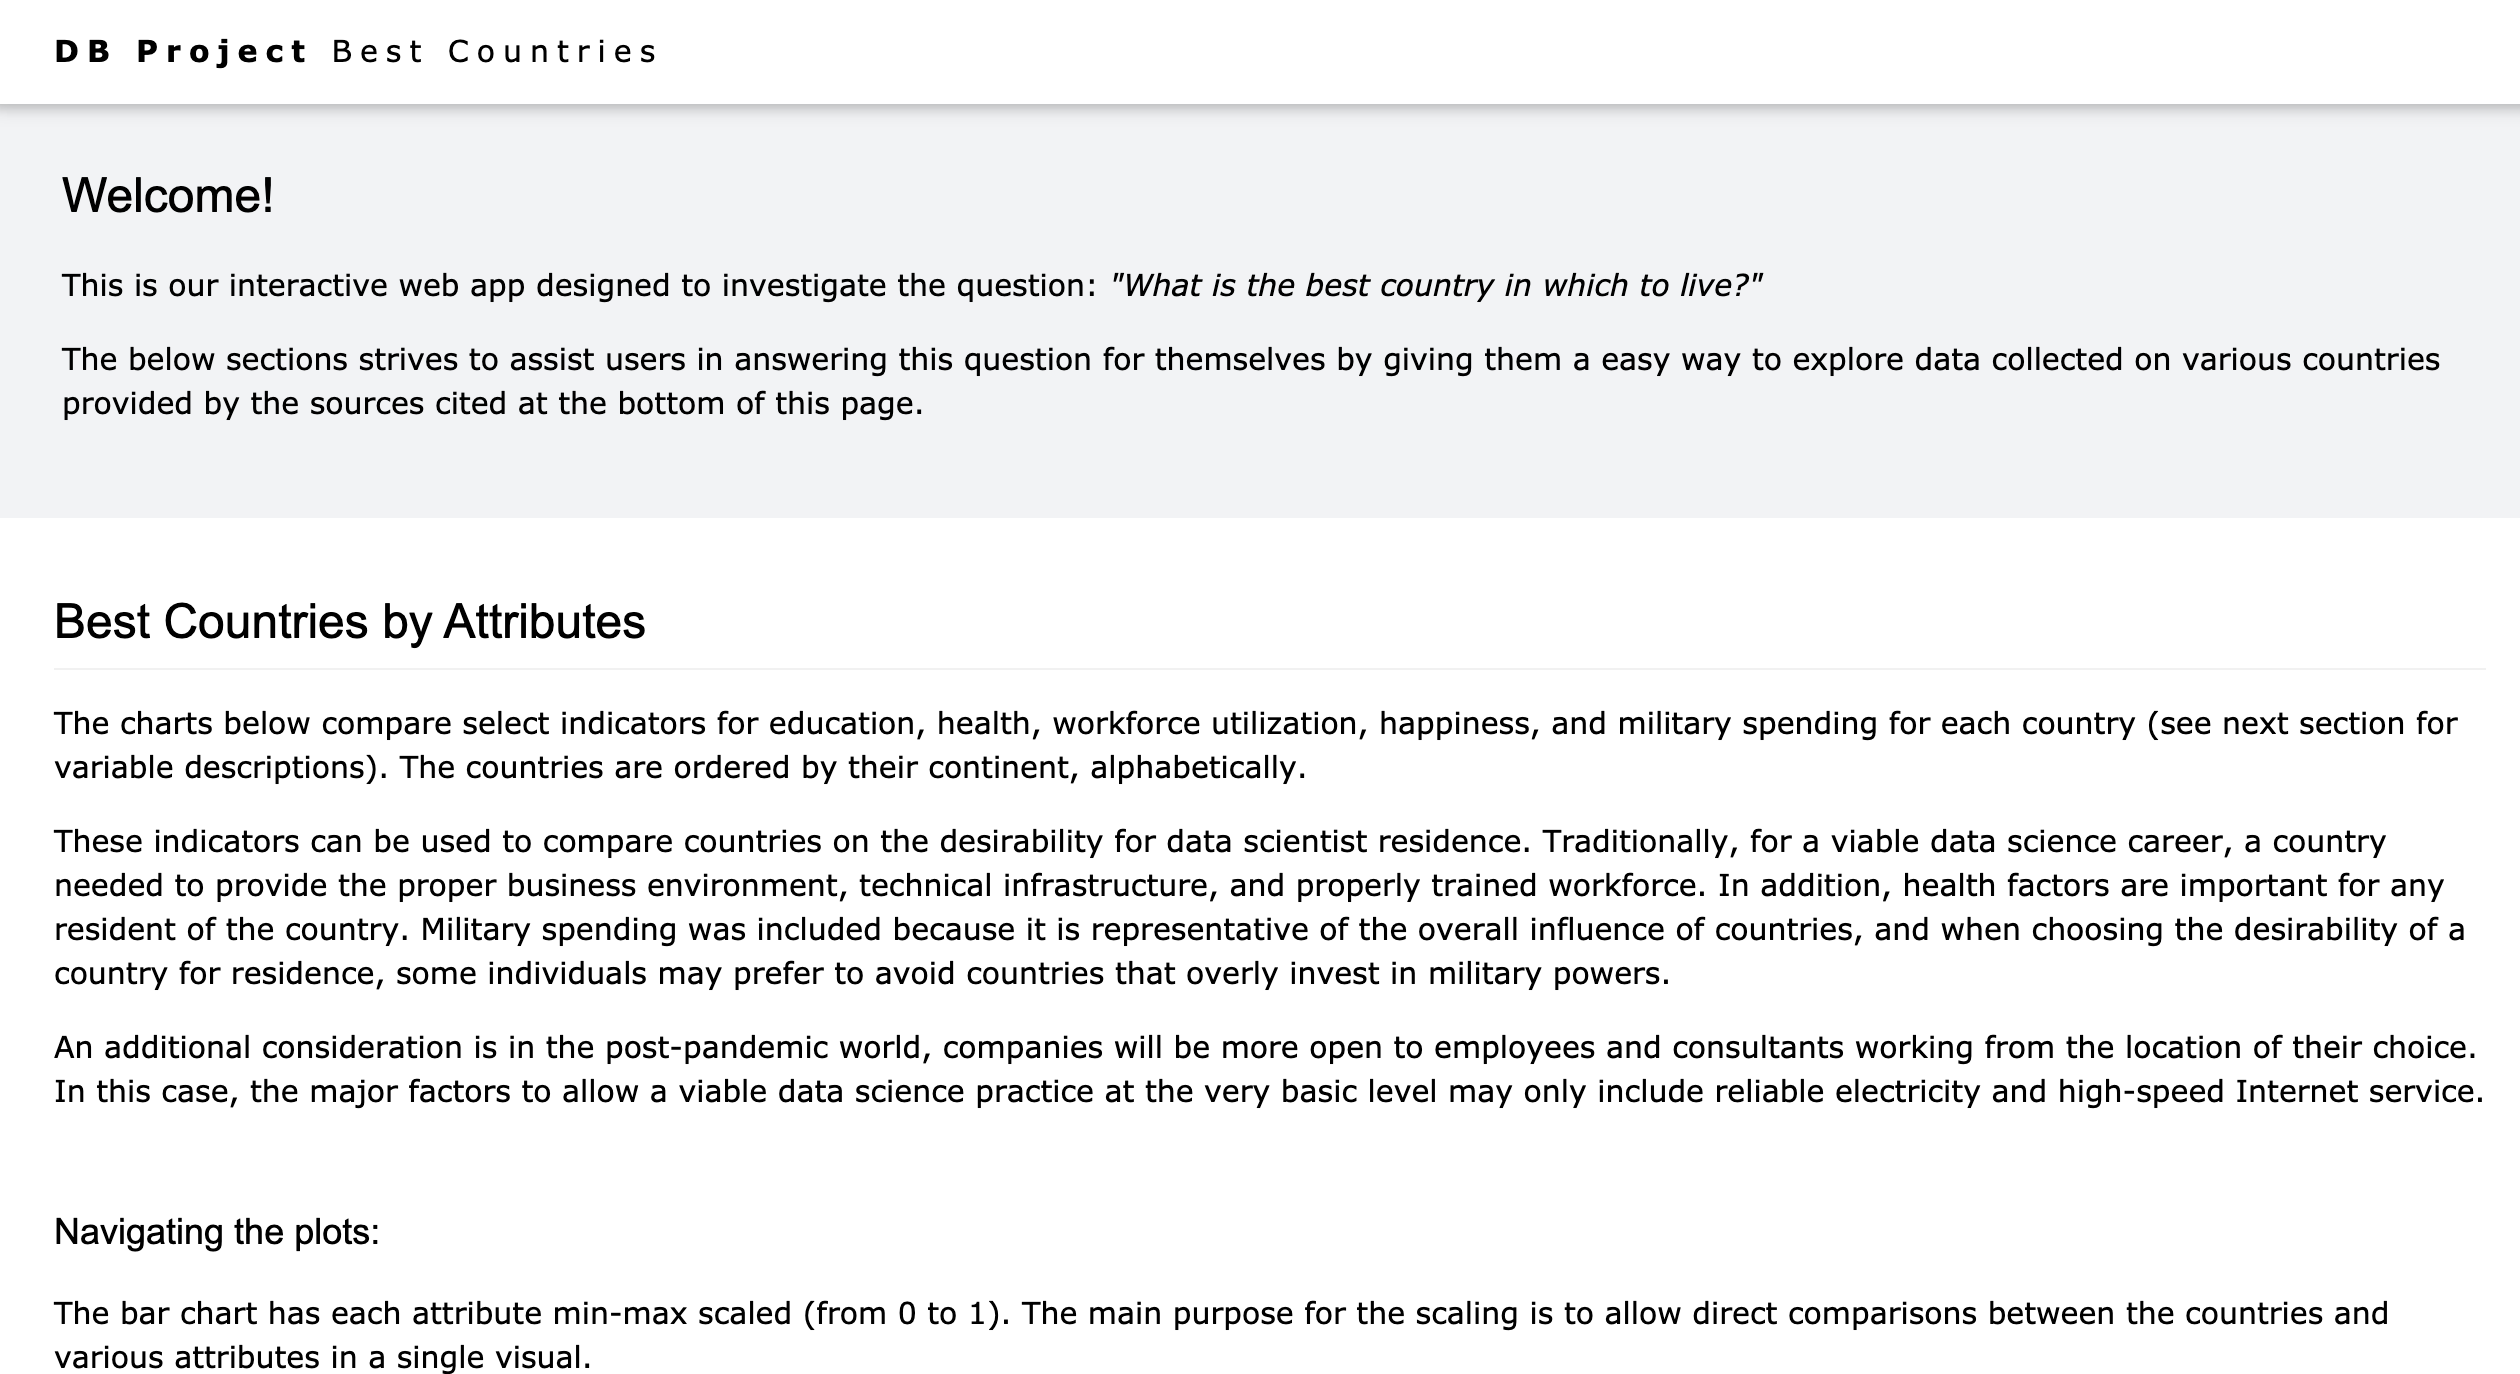 DB Project Best Countries
Welcome!
This is our interactive web app designed to investigate the question: "What is the best country in which to live?"
The below sections strives to assist users in answering this question for themselves by giving them a easy way to explore data collected on various countries
provided by the sources cited at the bottom of this page.
Best Countries by Attributes
The charts below compare select indicators for education, health, workforce utilization, happiness, and military spending for each country (see next section for
variable descriptions). The countries are ordered by their continent, alphabetically.
These indicators can be used to compare countries on the desirability for data scientist residence. Traditionally, for a viable data science career, a country
needed to provide the proper business environment, technical infrastructure, and properly trained workforce. In addition, health factors are important for any
resident of the country. Military spending was included because it is representative of the overall influence of countries, and when choosing the desirability of a
country for residence, some individuals may prefer to avoid countries that overly invest in military powers.
An additional consideration is in the post-pandemic world, companies will be more open to employees and consultants working from the location of their choice.
In this case, the major factors to allow a viable data science practice at the very basic level may only include reliable electricity and high-speed Internet service.
Navigating the plots:
The bar chart has each attribute min-max scaled (from 0 to 1). The main purpose for the scaling is to allow direct comparisons between the countries and
various attributes in a single visual.